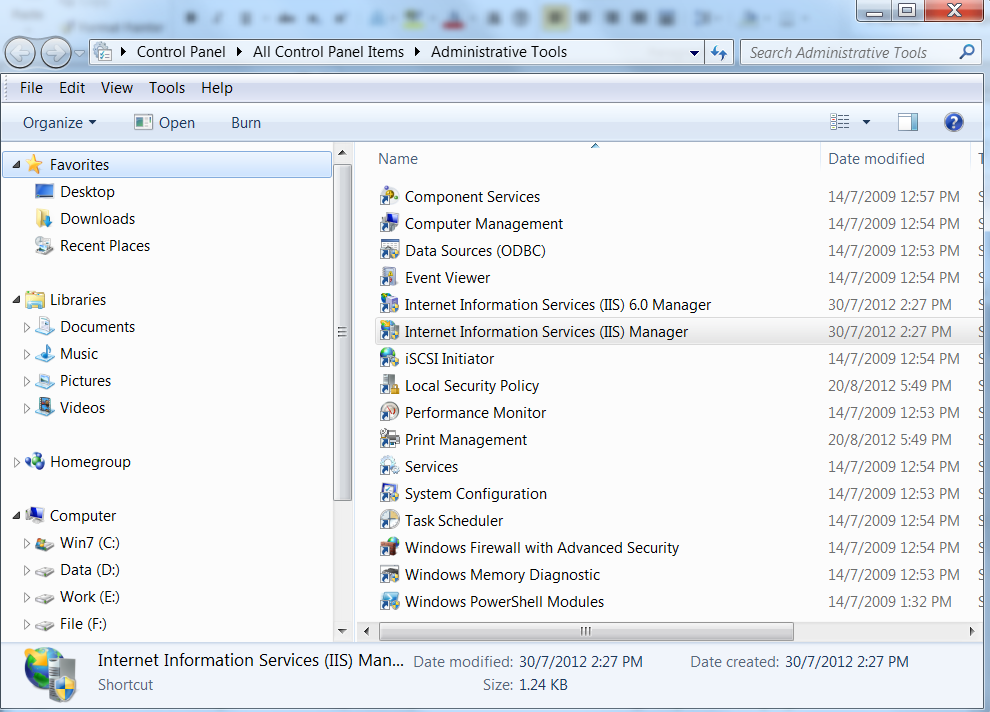 Control Panel All Control Panel Items Administrative Tools Search Administrative Tools
File Edit View Tools Help
Organize Open Burn
Favorites
Desktop
Downloads
Recent Places
Libraries
Documents
Music
Pictures
Videos
Homegroup
Computer
Win7 (C:)
Data (D:)
Work (E:)
File (F:)
Name Date modified
Component Services 14/7/2009 12:57 PM
Computer Management 14/7/2009 12:54 PM
Data Sources (ODBC) 14/7/2009 12:53 PM
Event Viewer 14/7/2009 12:54 PM
Internet Information Services (IIS) 6.0 Manager 30/7/2012 2:27 PM
Internet Information Services (IIS) Manager 30/7/2012 2:27 PM
iSCSI Initiator 14/7/2009 12:54 PM
Local Security Policy 20/8/2012 5:49 PM
Performance Monitor 14/7/2009 12:53 PM
Print Management 20/8/2012 5:49 PM
Services 14/7/2009 12:54 PM
System Configuration 14/7/2009 12:54 PM
Task Scheduler 14/7/2009 12:54 PM
Windows Firewall with Advanced Security 14/7/2009 12:54 PM
Windows Memory Diagnostic 14/7/2009 12:53 PM
Windows PowerShell Modules 14/7/2009 1:32 PM
Internet Information Services (IIS) Man... Date modified: 30/7/2012 2:27 PM Date created: 30/7/2012 2:27 PM
Shortcut Size: 1.24 KB